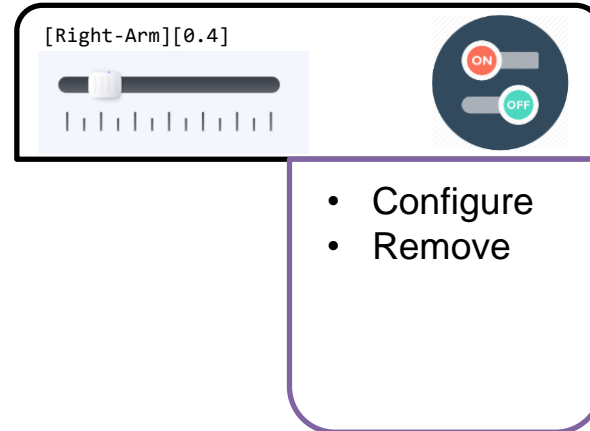 [Right-Arm][0.4]
ON
OFF
• Configure
• Remove